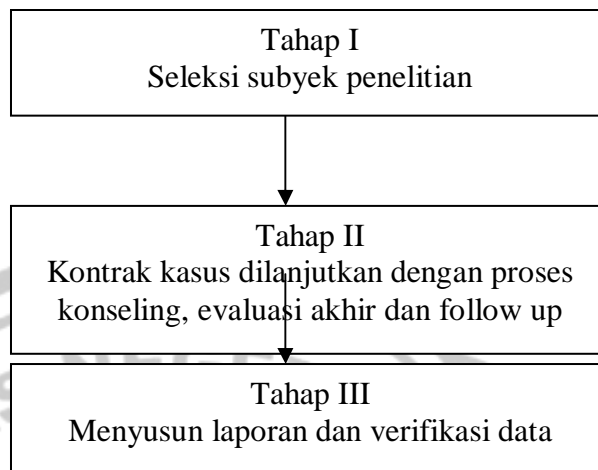 Tahap I
Seleksi subyek penelitian
Tahap II
Kontrak kasus dilanjutkan dengan proses
konseling, evaluasi akhir dan follow up
Tahap III
Menyusun laporan dan verifikasi data